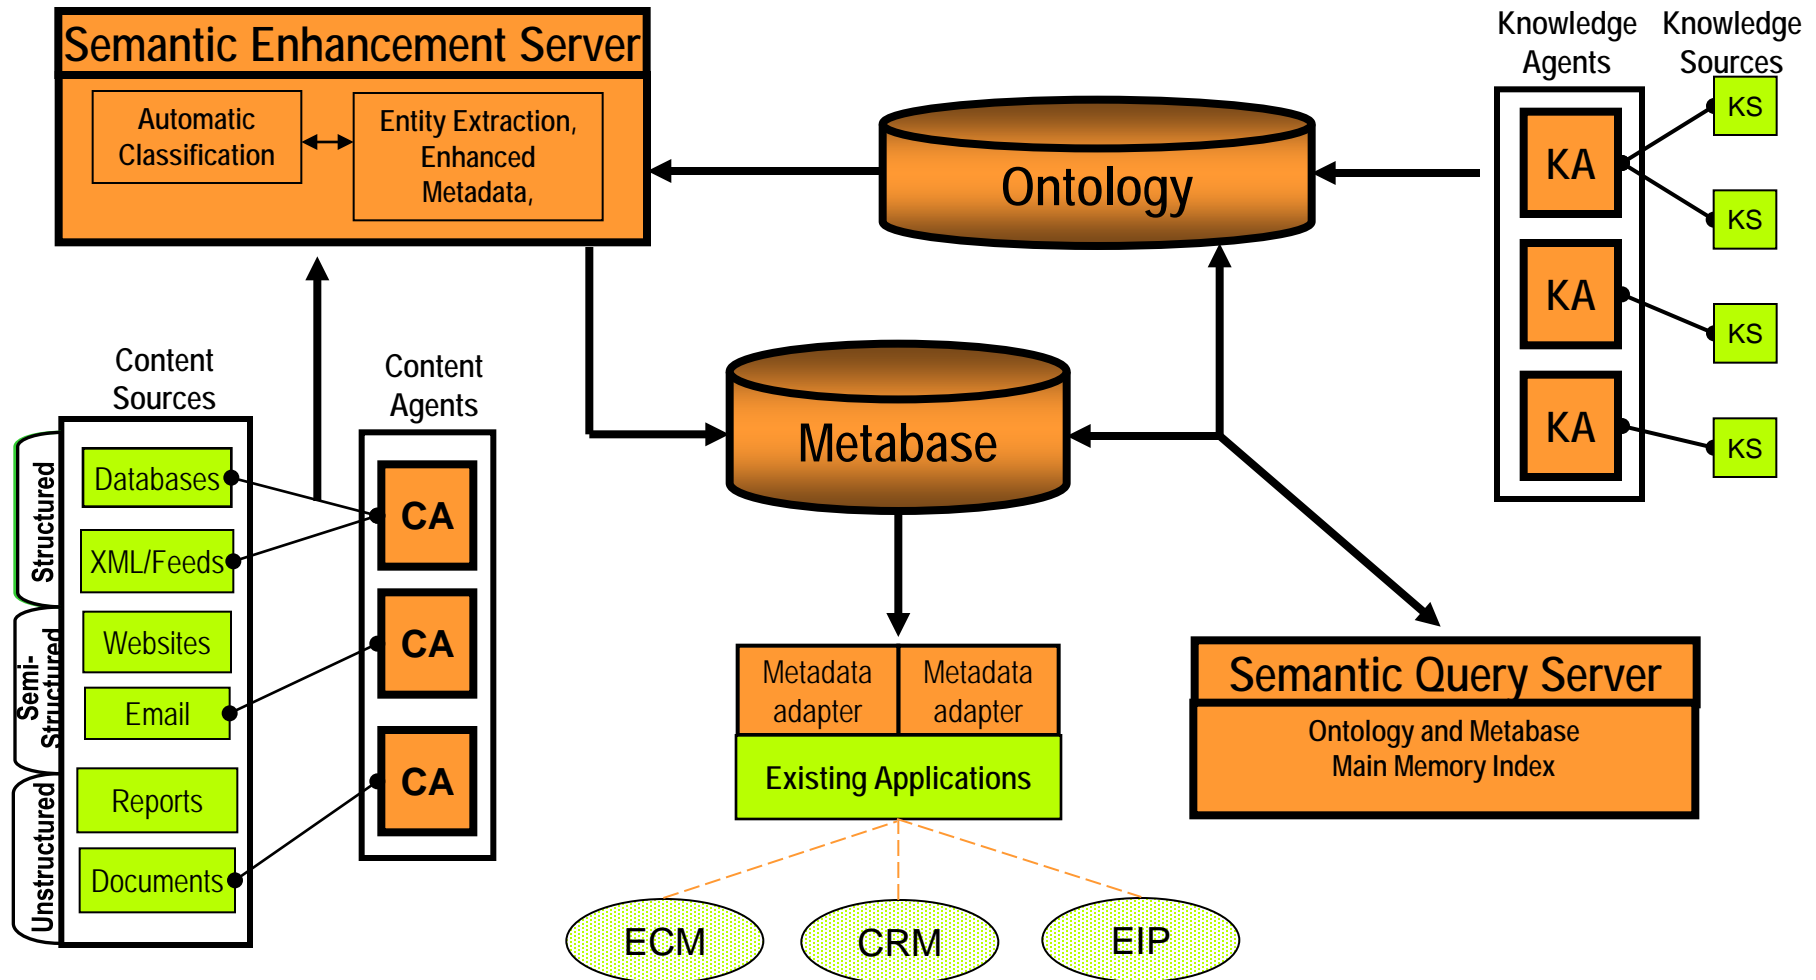 Semantic Enhancement Server
Automatic
Classification
Entity Extraction,
Enhanced
Metadata,
Ontology
Knowledge
Agents
Knowledge
Sources
KA
KA
KA
KS
KS
KS
KS
Content
Sources
Content
Agents
Structured
Semi-
Structured
Unstructured
Databases
XML/Feeds
Websites
Email
Reports
Documents
CA
CA
CA
Metabase
Metadata
adapter
Metadata
adapter
Existing Applications
ECM
CRM
EIP
Semantic Query Server
Ontology and Metabase
Main Memory Index